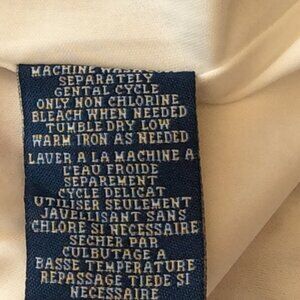 MACHINE WASH
SEPARATELY
GENTAL CYCLE
ONLY NON CHLORINE
BLEACH WHEN NEEDED
TUMBLE DRY LOW
WARM IRON AS NEEDED
LAVER A LA MACHINE A
L'EAU FROIDE
SEPAREMENT
CYCLE DELICAT
UTILISER SEULEMENT
JAVELLISANT SANS
CHLORE SI NECESSAIRE
SECHER PAR
CULBUTAGE A
BASSE TEMPERATURE
REPASSAGE TIEDE SI
NECESSAIRE